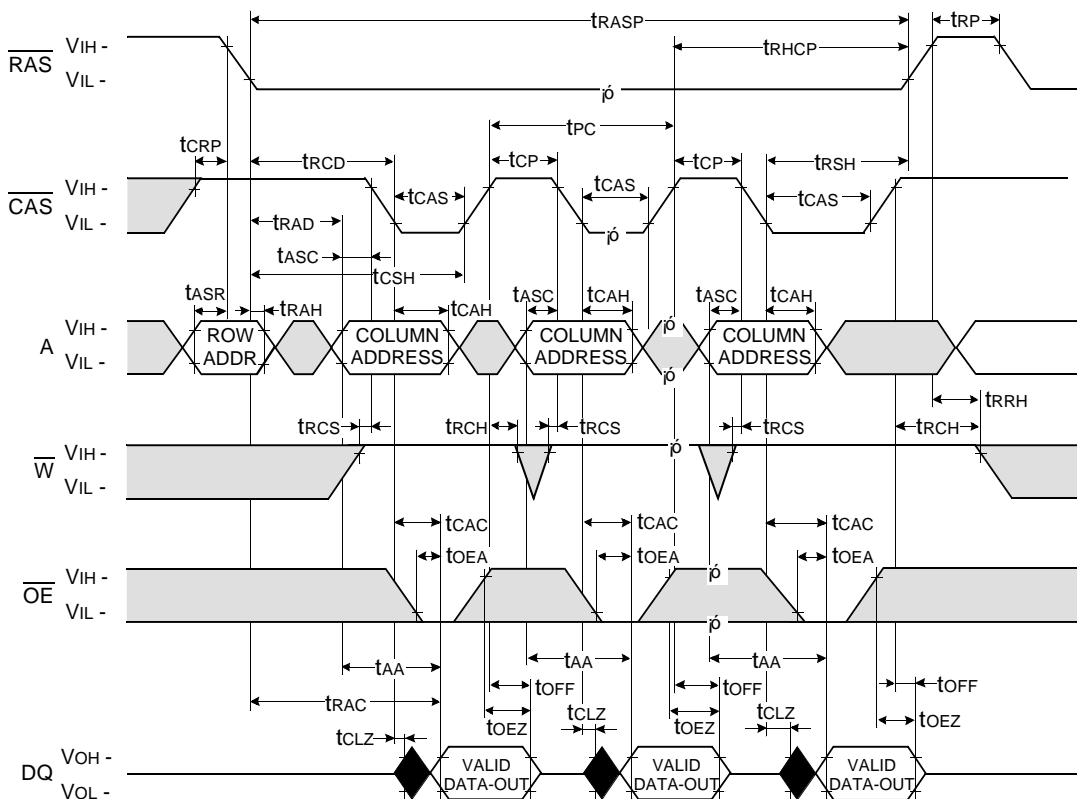 tRASP
tRP
RAS
VIH -
VIL -
tRHCP
¡ó
tPC
tCRP
tRCD
tCP
tCP
tRSH
CAS
VIH -
VIL -
tCAS
tCAS
tCAS
¡ó
tRAD
tASC
tCSH
tASR
tRAH
tCAH
tASC
tCAH
tASC
tCAH
A
VIH -
VIL -
ROW
ADDR
COLUMN
ADDRESS
COLUMN
ADDRESS
¡ó
¡ó
COLUMN
ADDRESS
tRRH
tRCS
tRCH
tRCS
tRCS
tRCH
W
VIH -
VIL -
¡ó
tCAC
tCAC
tCAC
tOEA
tOEA
tOEA
OE
VIH -
VIL -
¡ó
¡ó
tAA
tAA
tAA
tOFF
tOFF
tOFF
tRAC
tCLZ
tOEZ
tCLZ
tOEZ
tCLZ
tOEZ
DQ
VOH -
VOL -
VALID
DATA-OUT
VALID
DATA-OUT
VALID
DATA-OUT